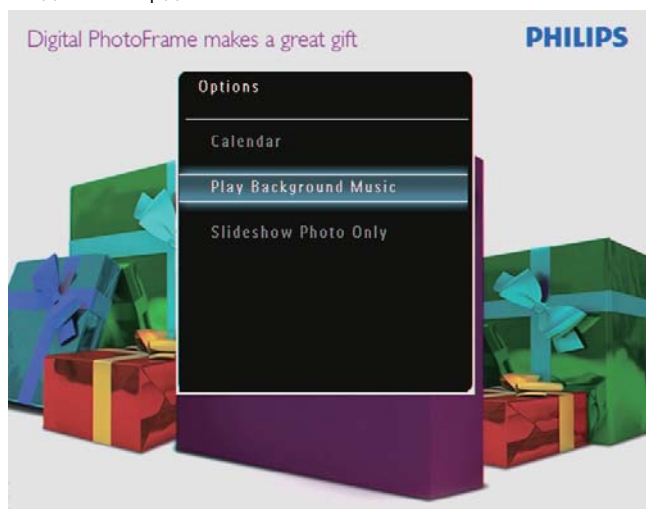 Digital PhotoFrame makes a great gift
PHILIPS
Options
Calendar
Play Background Music
Slideshow Photo Only